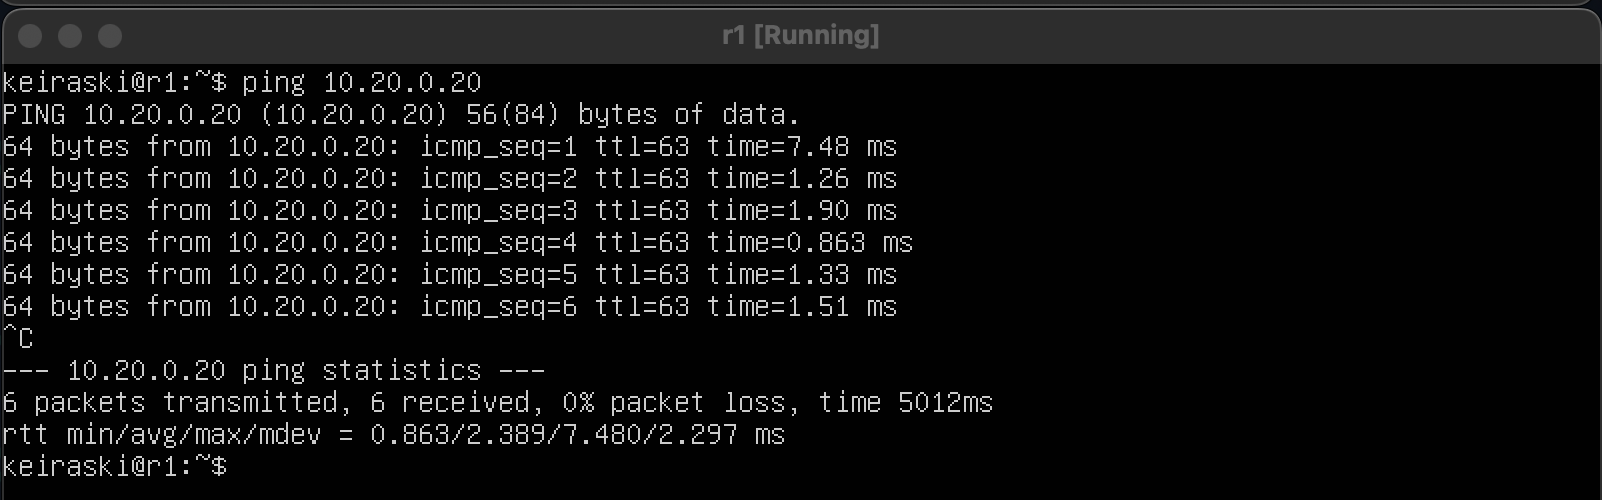 r1 [Running]
keiraski@r1:~$ ping 10.20.0.20
PING 10.20.0.20 (10.20.0.20) 56(84) bytes of data.
64 bytes from 10.20.0.20: icmp_seq=1 ttl=63 time=7.48 ms
64 bytes from 10.20.0.20: icmp_seq=2 ttl=63 time=1.26 ms
64 bytes from 10.20.0.20: icmp_seq=3 ttl=63 time=1.90 ms
64 bytes from 10.20.0.20: icmp_seq=4 ttl=63 time=0.863 ms
64 bytes from 10.20.0.20: icmp_seq=5 ttl=63 time=1.33 ms
64 bytes from 10.20.0.20: icmp_seq=6 ttl=63 time=1.51 ms
^C
--- 10.20.0.20 ping statistics ---
6 packets transmitted, 6 received, 0% packet loss, time 5012ms
rtt min/avg/max/mdev = 0.863/2.389/7.480/2.297 ms
keiraski@r1:~$